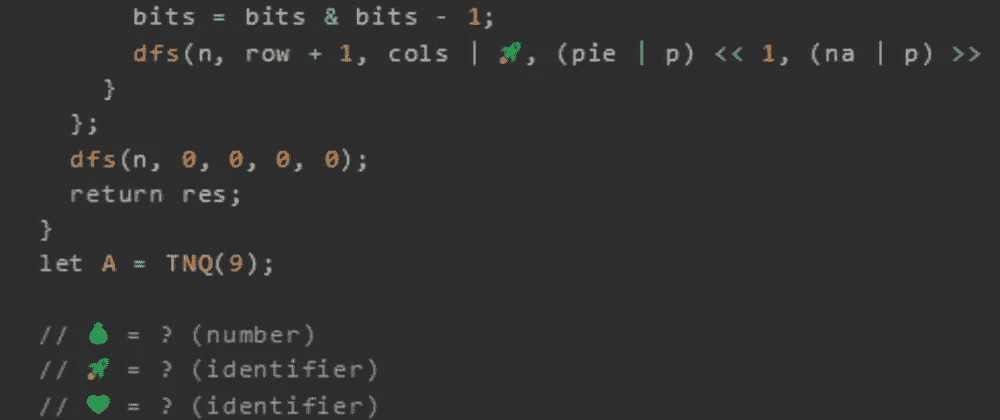 bits = bits & bits - 1;
dfs(n, row + 1, cols | 🚀, (pie | p) << 1, (na | p) >>
}
};
dfs(n, 0, 0, 0, 0);
return res;
}
let A = TNQ(9);
// 💧 = ? (number)
// 🚀 = ? (identifier)
// 💚 = ? (identifier)